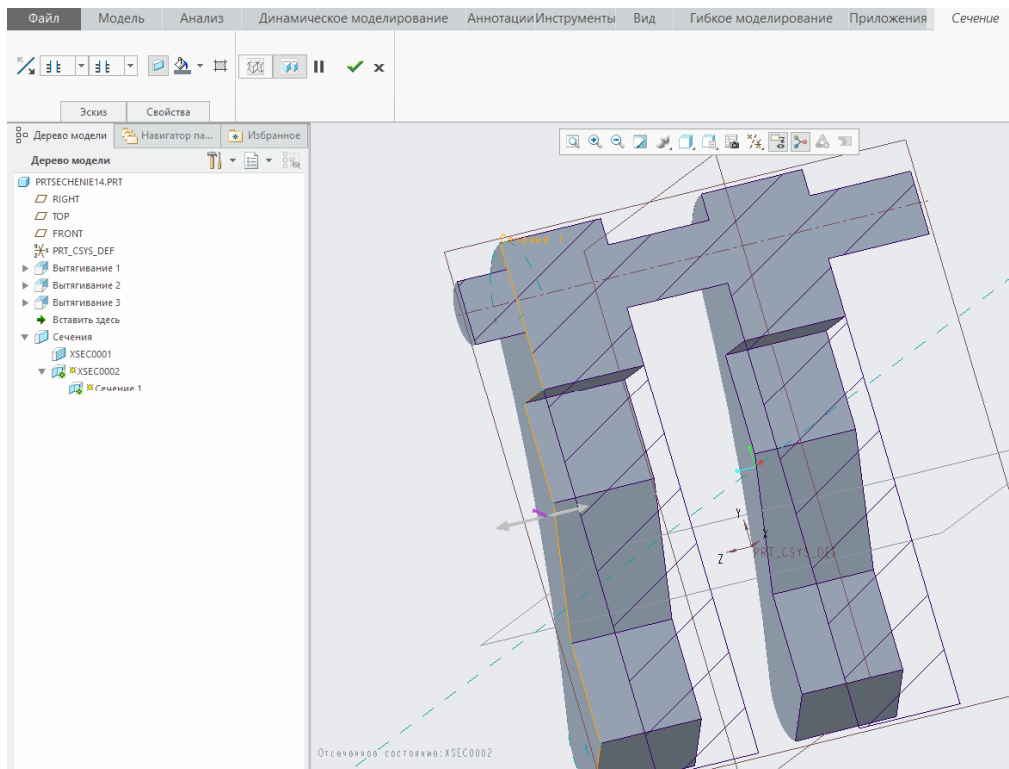 Файл Модель Анализ Динамическое моделирование Аннотации Инструменты Вид Гибкое моделирование Приложения Сечение
Эскиз Свойства
Дерево модели Навигатор па... Избранное
Дерево модели
PRTSECHENIE14.PRT
RIGHT
TOP
FRONT
PRT_CSYS_DEF
Вытягивание 1
Вытягивание 2
Вытягивание 3
Вставить здесь
Сечения
XSEC0001
XSEC0002
Сечение 1
Y
X
Z
PRT_CSYS_DEF
Отсеченное состояние:XSEC0002